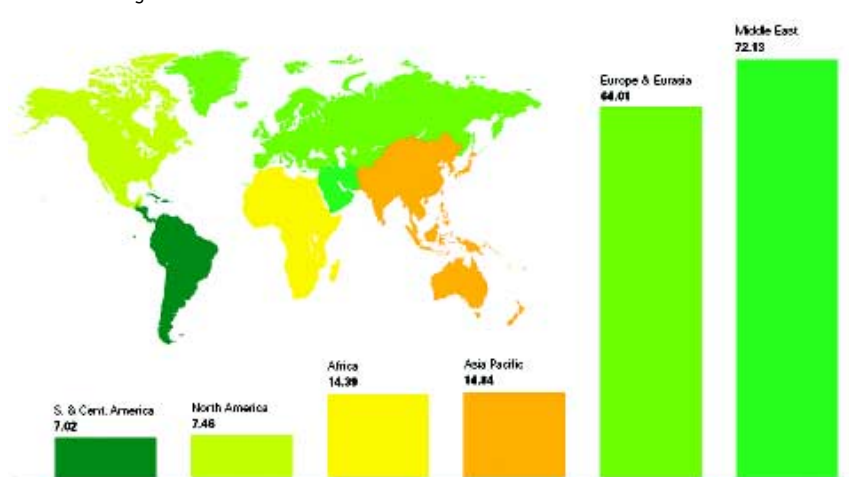 S. & Cent. America
7.02
North America
7.46
Africa
14.39
Asia Pacific
14.84
Europe & Eurasia
64.01
Middle East
72.13